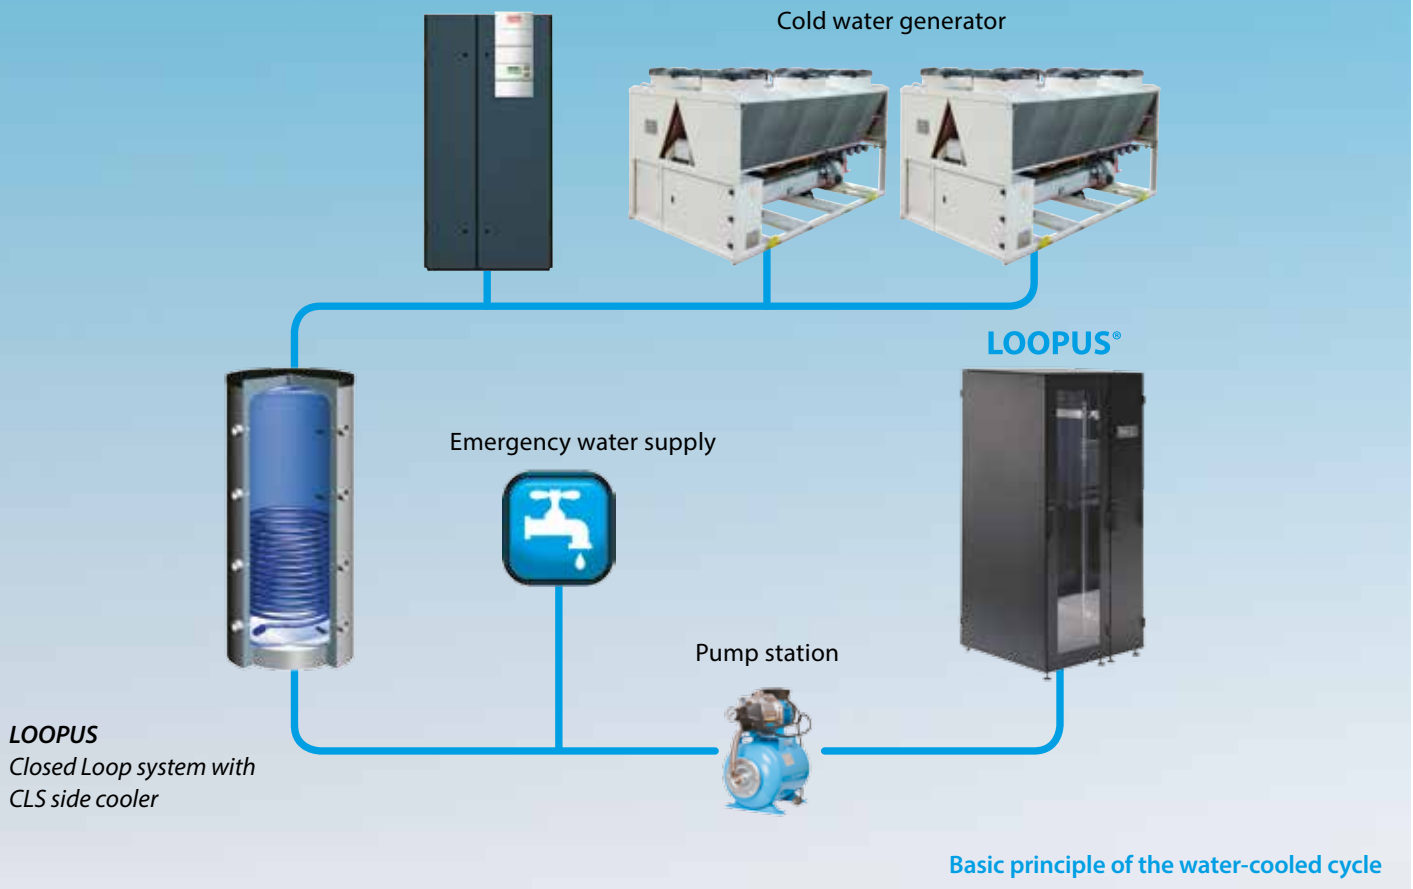 Cold water generator
LOOPUS®
Emergency water supply
Pump station
LOOPUS
Closed Loop system with
CLS side cooler
Basic principle of the water-cooled cycle